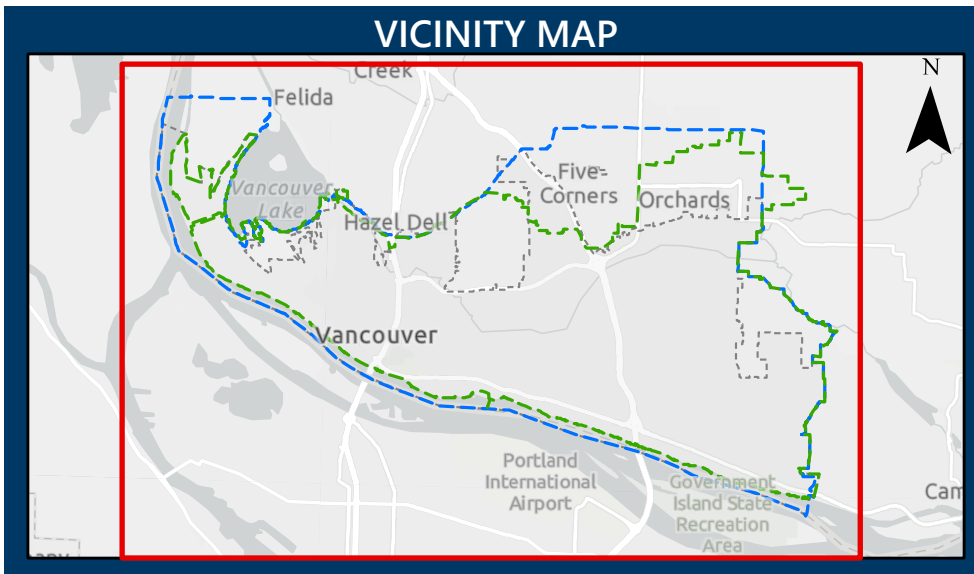 VICINITY MAP
Creek
N
Felida
Vancouver
Lake
Five
Corners
Orchards
Hazel Dell
Vancouver
Portland
International
Airport
Government
Island State
Recreation
Area
Cam